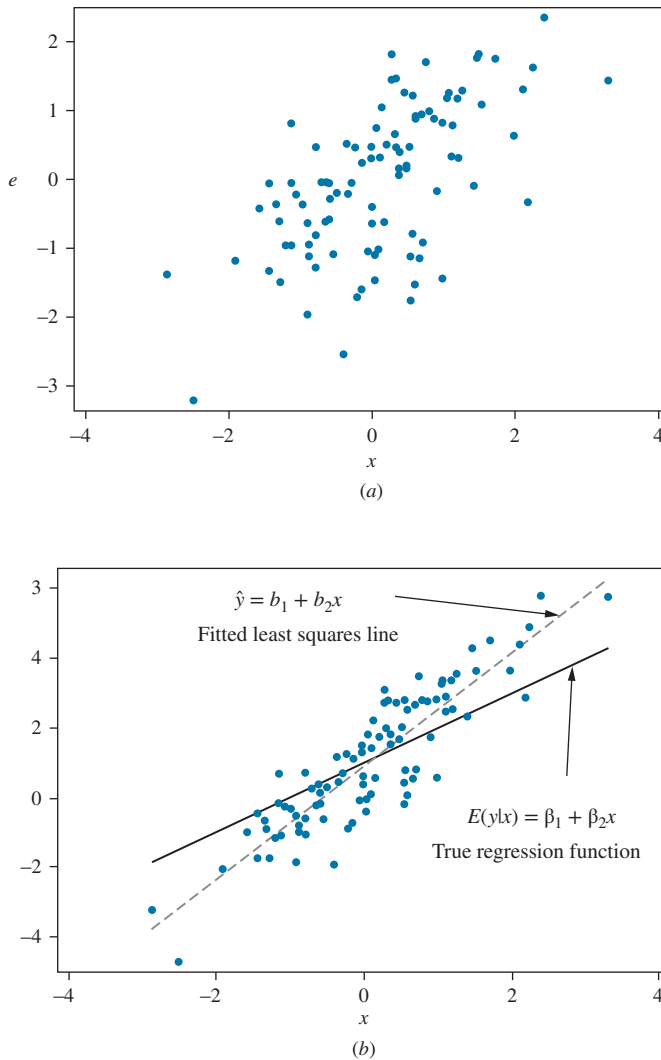 2
1
e
0
−1
−2
−3
−4 −2 0 2 4
x
(a)
3
ŷ = b1 + b2x
Fitted least squares line
4
2
0
E(y|x) = β1 + β2x
True regression function
−2
−4
−4 −2 0 2 4
x
(b)